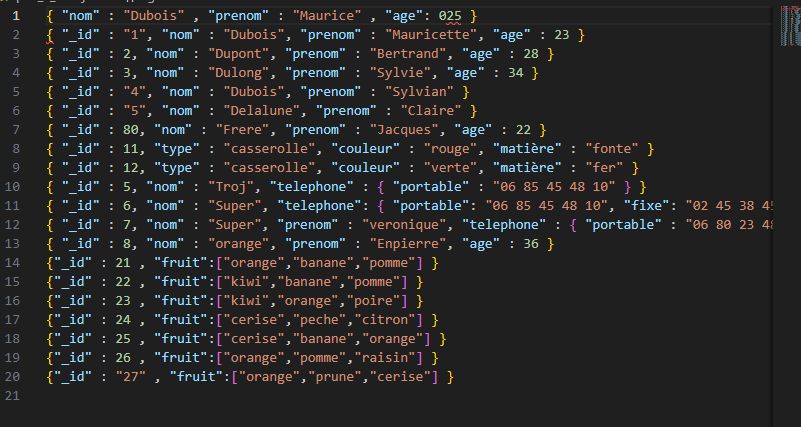 1 { "nom" : "Dubois" , "prenom" : "Maurice" , "age": 025 }
2 { "_id" : "1", "nom" : "Dubois", "prenom" : "Mauricette", "age" : 23 }
3 { "_id" : 2, "nom" : "Dupont", "prenom" : "Bertrand", "age" : 28 }
4 { "_id" : 3, "nom" : "Dulong", "prenom" : "Sylvie", "age" : 34 }
5 { "_id" : "4", "nom" : "Dubois", "prenom" : "Sylvian" }
6 { "_id" : "5", "nom" : "Delalune", "prenom" : "Claire" }
7 { "_id" : 80, "nom" : "Frere", "prenom" : "Jacques", "age" : 22 }
8 { "_id" : 11, "type" : "casserolle", "couleur" : "rouge", "matière" : "fonte" }
9 { "_id" : 12, "type" : "casserolle", "couleur" : "verte", "matière" : "fer" }
10 { "_id" : 5, "nom" : "Troj", "telephone" : { "portable" : "06 85 45 48 10" } }
11 { "_id" : 6, "nom" : "Super", "telephone": { "portable": "06 85 45 48 10", "fixe": "02 45 38 45
12 { "_id" : 7, "nom" : "Super", "prenom" : "veronique", "telephone" : { "portable" : "06 80 23 48
13 { "_id" : 8, "nom" : "orange", "prenom" : "Enpierre", "age" : 36 }
14 {"_id" : 21 , "fruit":["orange","banane","pomme"] }
15 {"_id" : 22 , "fruit":["kiwi","banane","pomme"] }
16 {"_id" : 23 , "fruit":["kiwi","orange","poire"] }
17 {"_id" : 24 , "fruit":["cerise","peche","citron"] }
18 {"_id" : 25 , "fruit":["cerise","banane","orange"] }
19 {"_id" : 26 , "fruit":["orange","pomme","raisin"] }
20 {"_id" : "27" , "fruit":["orange","prune","cerise"] }
21